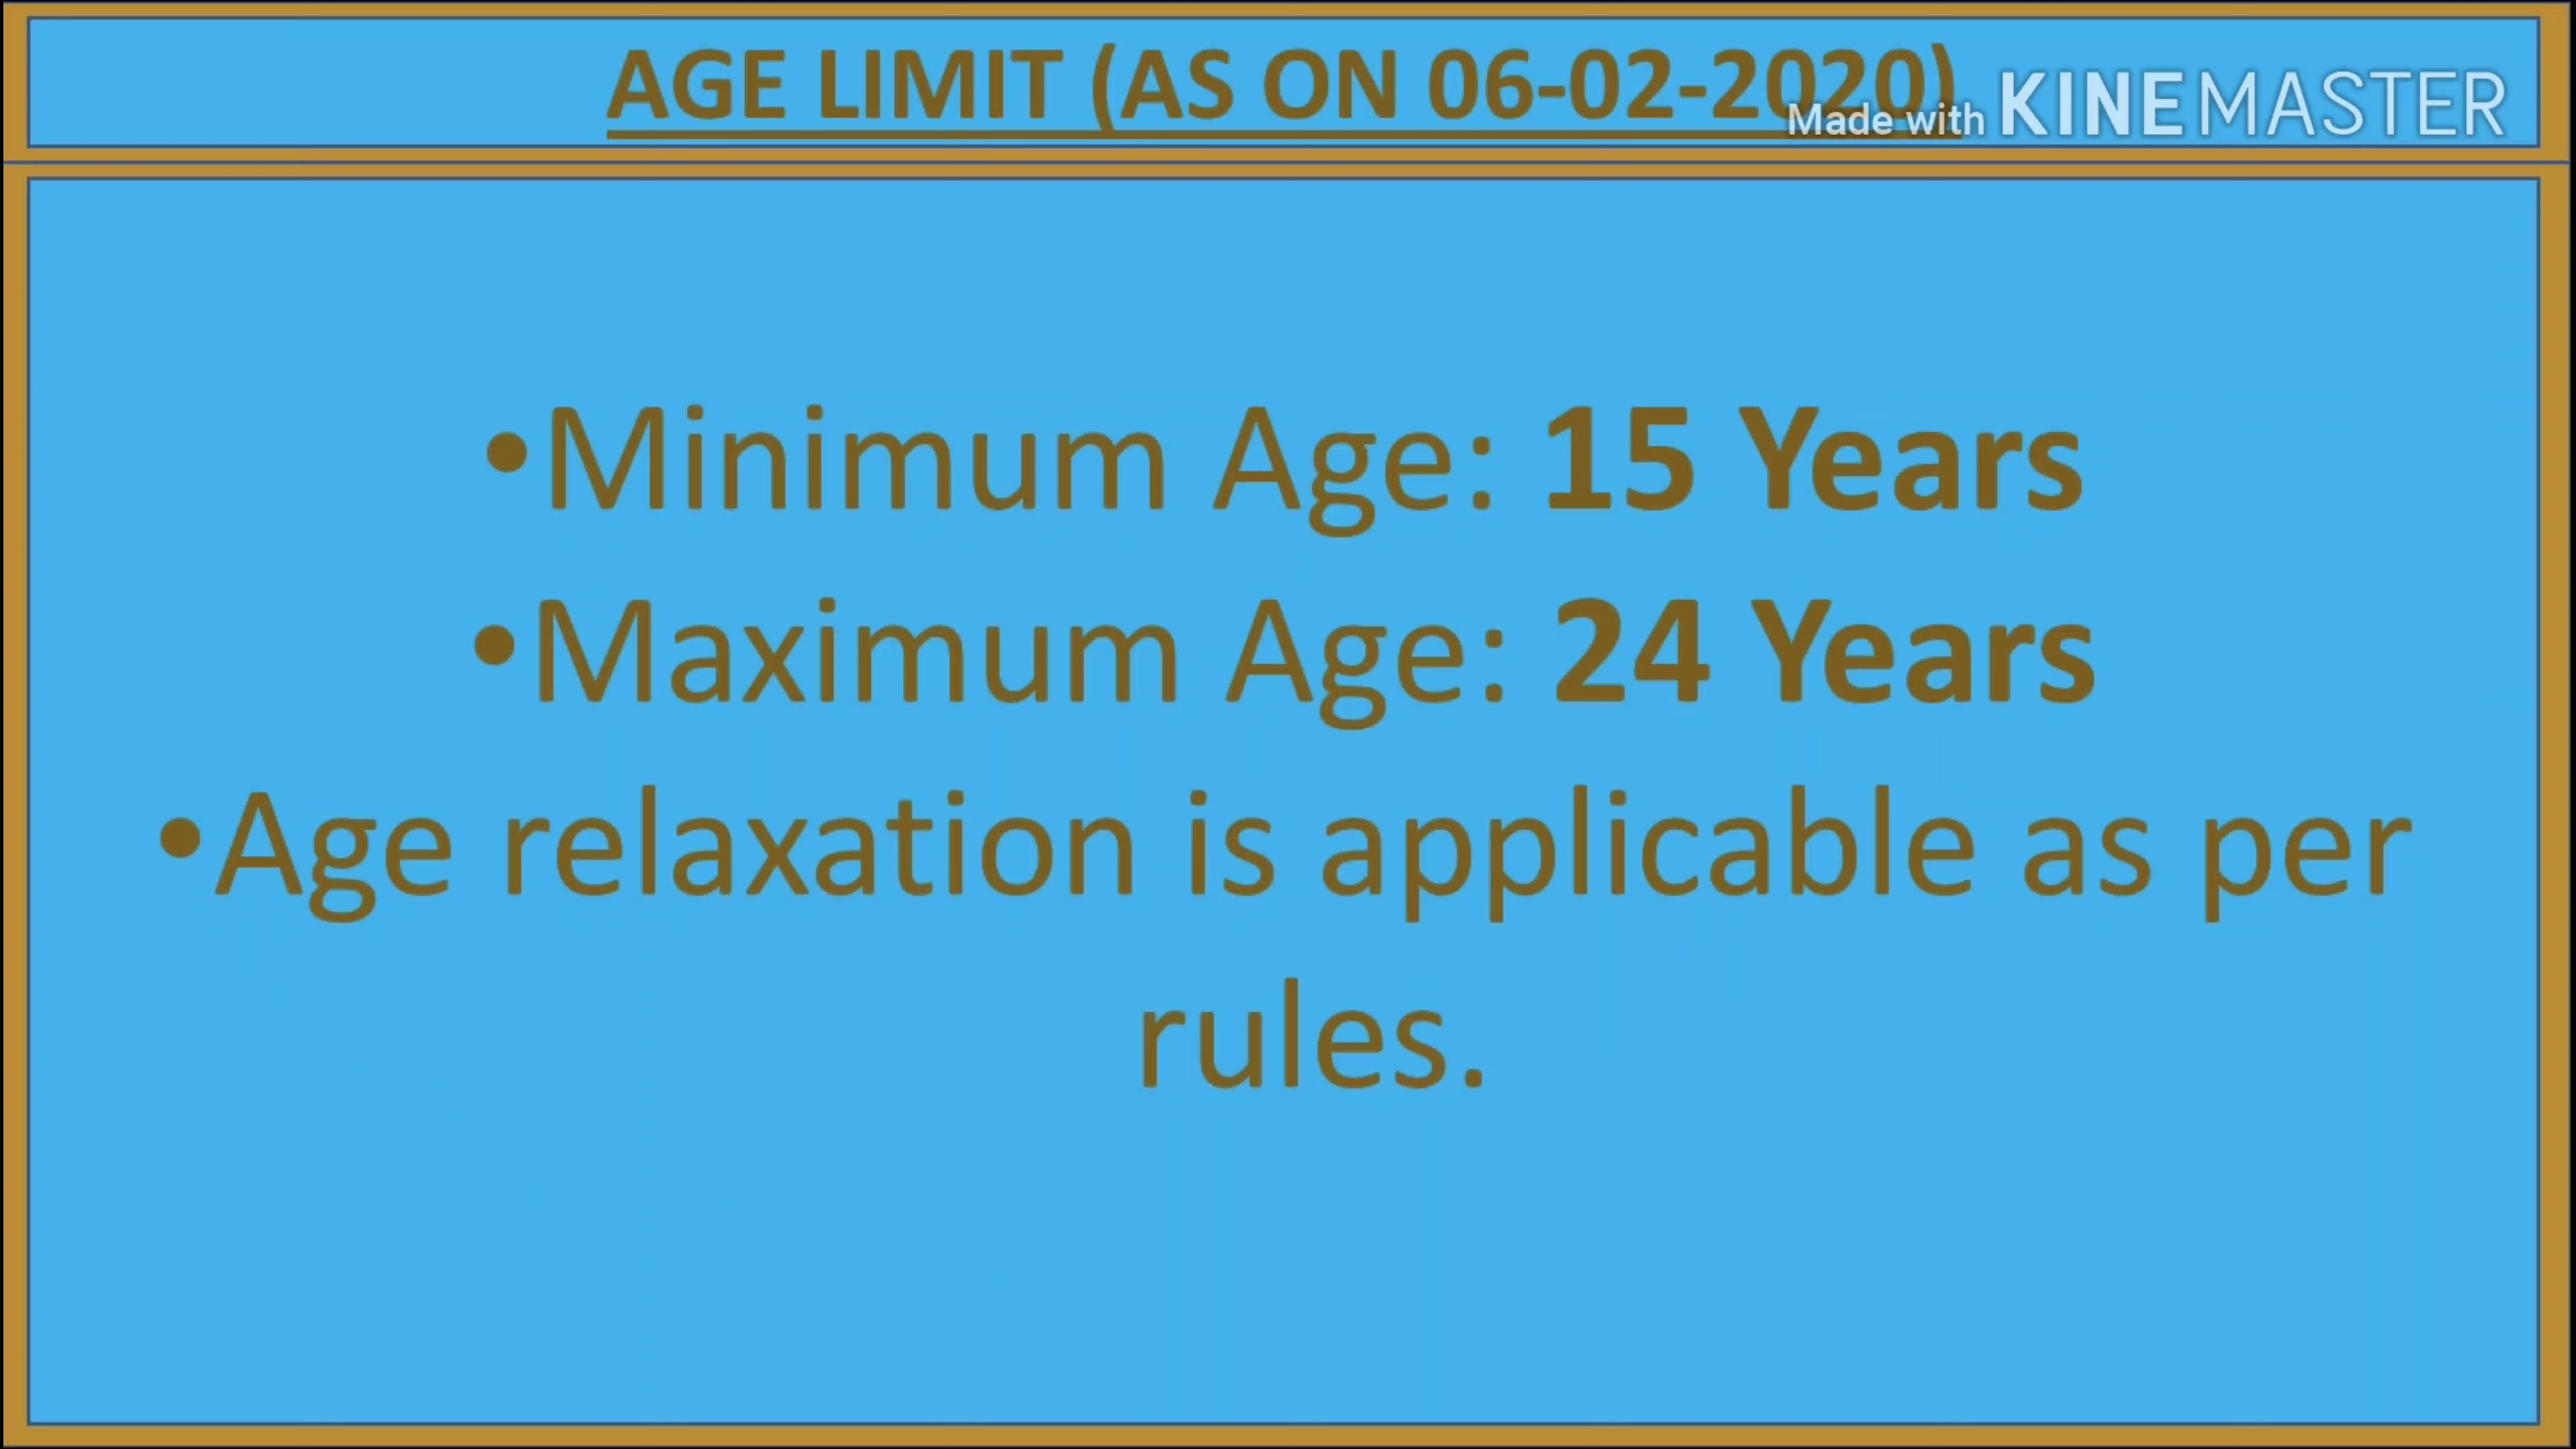 AGE LIMIT (AS ON 06-02-2020)
Made with KINEMASTER
•Minimum Age: 15 Years
•Maximum Age: 24 Years
•Age relaxation is applicable as per
rules.